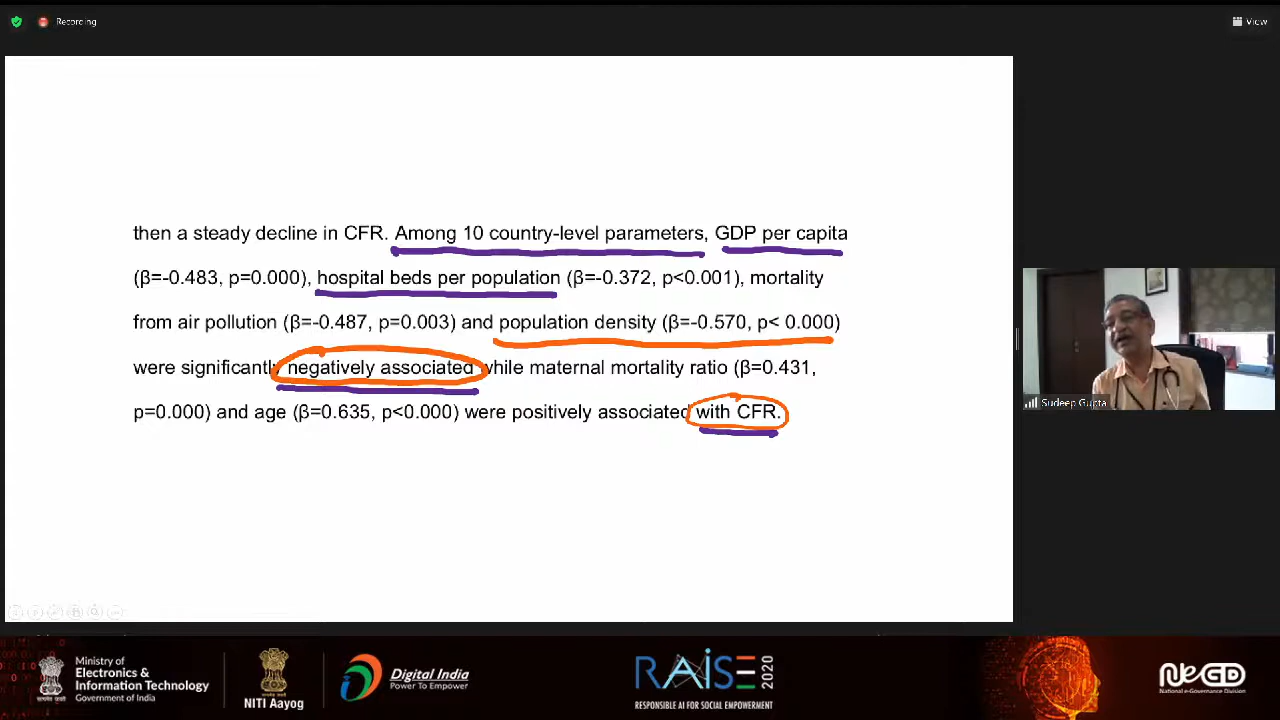 Recording
View
then a steady decline in CFR. Among 10 country-level parameters, GDP per capita
(β=-0.483, p=0.000), hospital beds per population (β=-0.372, p<0.001), mortality
from air pollution (β=-0.487, p=0.003) and population density (β=-0.570, p< 0.000)
were significantly negatively associated while maternal mortality ratio (β=0.431,
p=0.000) and age (β=0.635, p<0.000) were positively associated with CFR.
Sudeep Gupta
Ministry of
Electronics &
Information Technology
Government of India
NITI Aayog
Digital India
Power To Empower
RAISE 2020
RESPONSIBLE AI FOR SOCIAL EMPOWERMENT
NeGD
National e-Governance Division